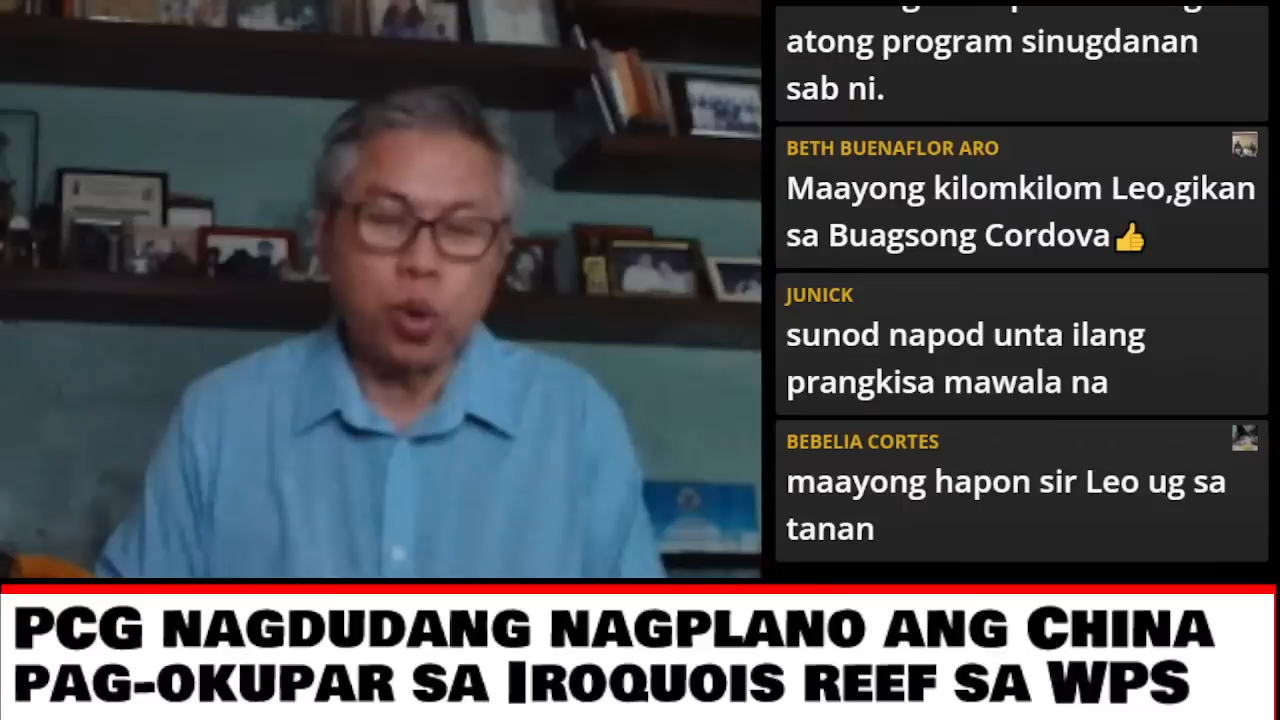 atong program sinugdanan
sab ni.
BETH BUENAFLOR ARO
Maayong kilomkilom Leo,gikan
sa Buagsong Cordova👍
JUNICK
sunod napod unta ilang
prangkisa mawala na
BEBELIA CORTES
maayong hapon sir Leo ug sa
tanan
PCG NAGDUDANG NAGPLANO ANG CHINA
PAG-OKUPAR SA IROQUOIS REEF SA WPS